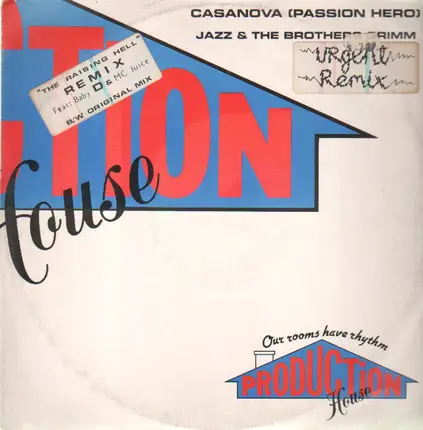 CASANOVA (PASSION HERO)
JAZZ & THE BROTHERS GRIMM
"THE RAISING HELL"
REMIX
Feat: Baby D & MC Juice
B/W ORIGINAL MIX
URgent
Remix
CTION
House
Our rooms have rhythm
PRODUCTION
House